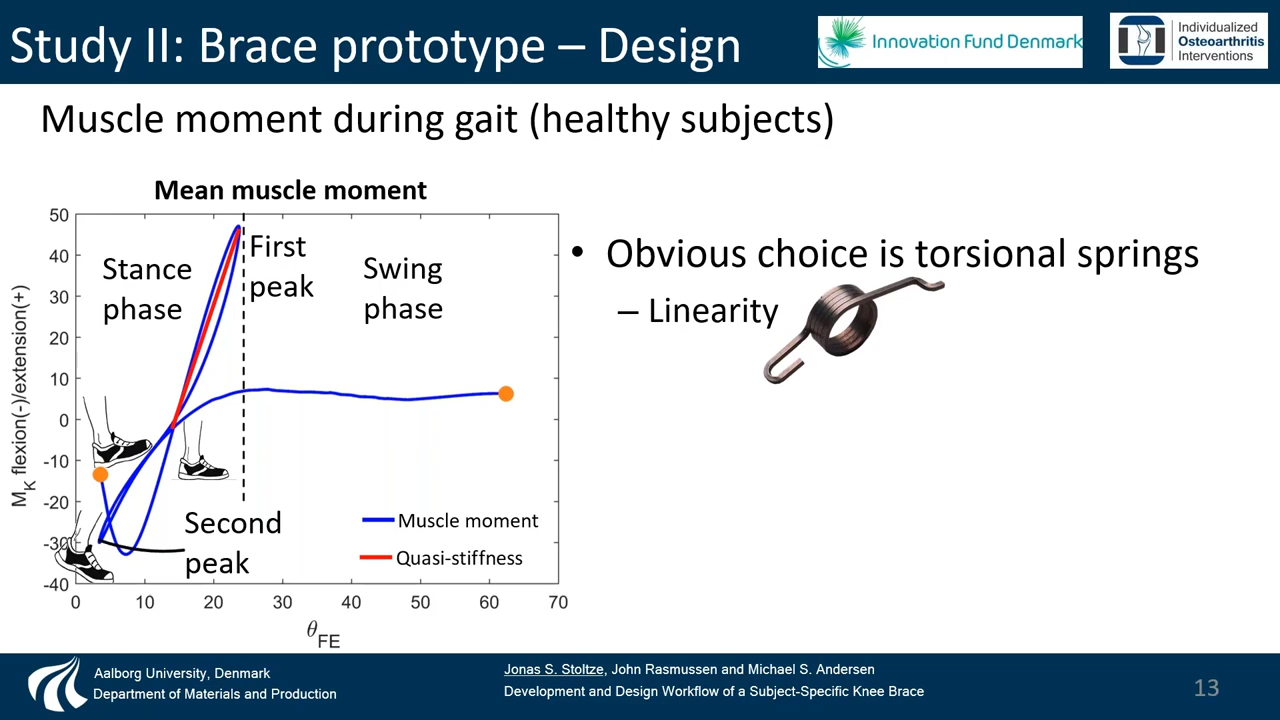 Study II: Brace prototype – Design
Innovation Fund Denmark
Individualized
Osteoarthritis
Interventions
Muscle moment during gait (healthy subjects)
Mean muscle moment
50
40
30
20
10
0
-10
-20
-30
-40
0 10 20 30 40 50 60 70
M_K flexion(-)/extension(+)
θ_FE
Stance
phase
First
peak
Swing
phase
Second
peak
Muscle moment
Quasi-stiffness
• Obvious choice is torsional springs
– Linearity
Aalborg University, Denmark
Department of Materials and Production
Jonas S. Stoltze, John Rasmussen and Michael S. Andersen
Development and Design Workflow of a Subject-Specific Knee Brace
13